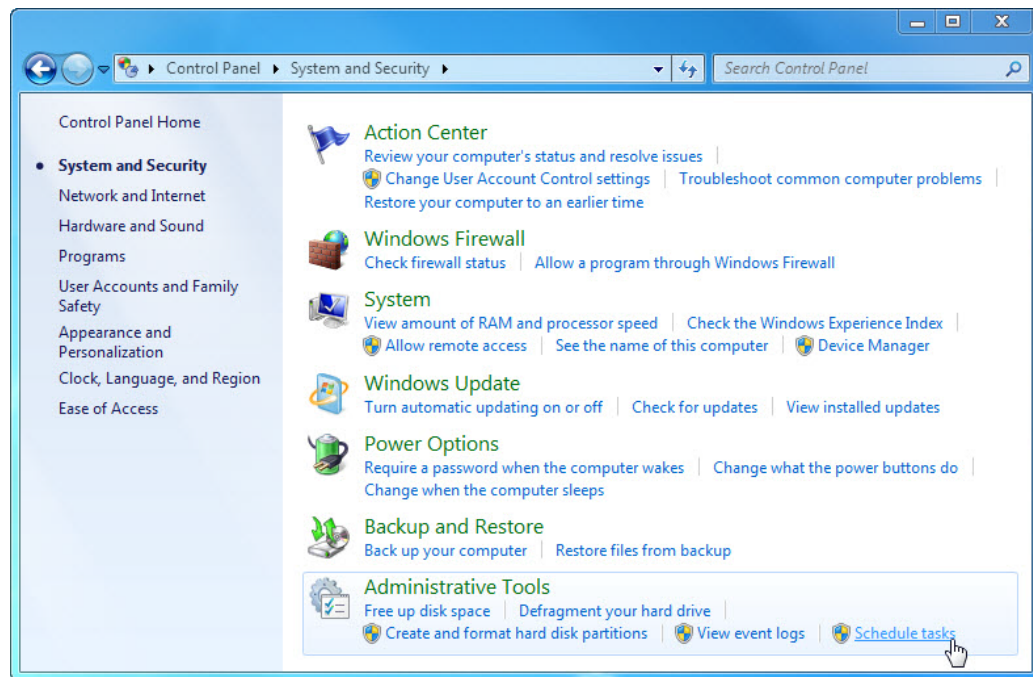 Control Panel System and Security Search Control Panel
Control Panel Home
System and Security
Network and Internet
Hardware and Sound
Programs
User Accounts and Family
Safety
Appearance and
Personalization
Clock, Language, and Region
Ease of Access
Action Center
Review your computer's status and resolve issues
Change User Account Control settings Troubleshoot common computer problems
Restore your computer to an earlier time
Windows Firewall
Check firewall status Allow a program through Windows Firewall
System
View amount of RAM and processor speed Check the Windows Experience Index
Allow remote access See the name of this computer Device Manager
Windows Update
Turn automatic updating on or off Check for updates View installed updates
Power Options
Require a password when the computer wakes Change what the power buttons do
Change when the computer sleeps
Backup and Restore
Back up your computer Restore files from backup
Administrative Tools
Free up disk space Defragment your hard drive
Create and format hard disk partitions View event logs Schedule tasks